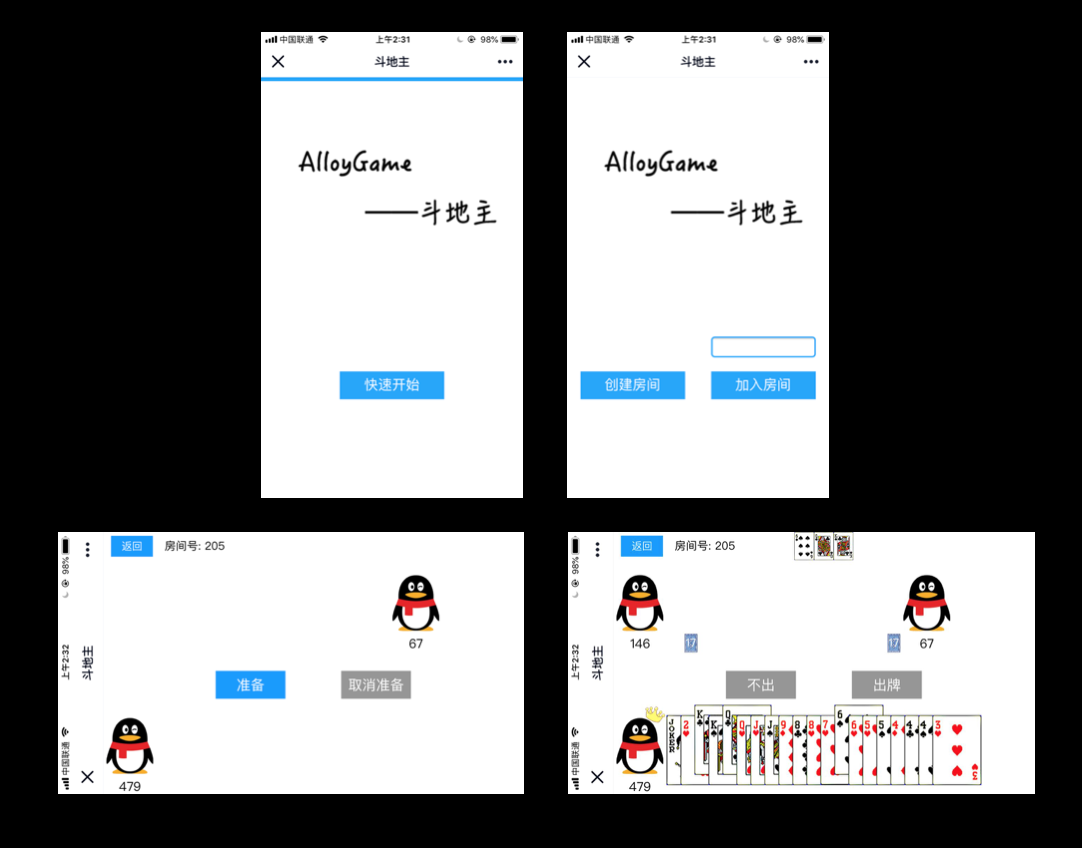 中国联通 上午2:31 98%
斗地主
AlloyGame
——斗地主
快速开始
中国联通 上午2:31 98%
斗地主
AlloyGame
——斗地主
创建房间 加入房间
中国联通 上午2:32 98%
斗地主
返回 房间号: 205
67
准备 取消准备
479
中国联通 上午2:32 98%
斗地主
返回 房间号: 205
146 17 17 67
不出 出牌
JOKER 2 K K Q Q J J 9 8 8 7 6 6 5 5 4 4 4 3
479